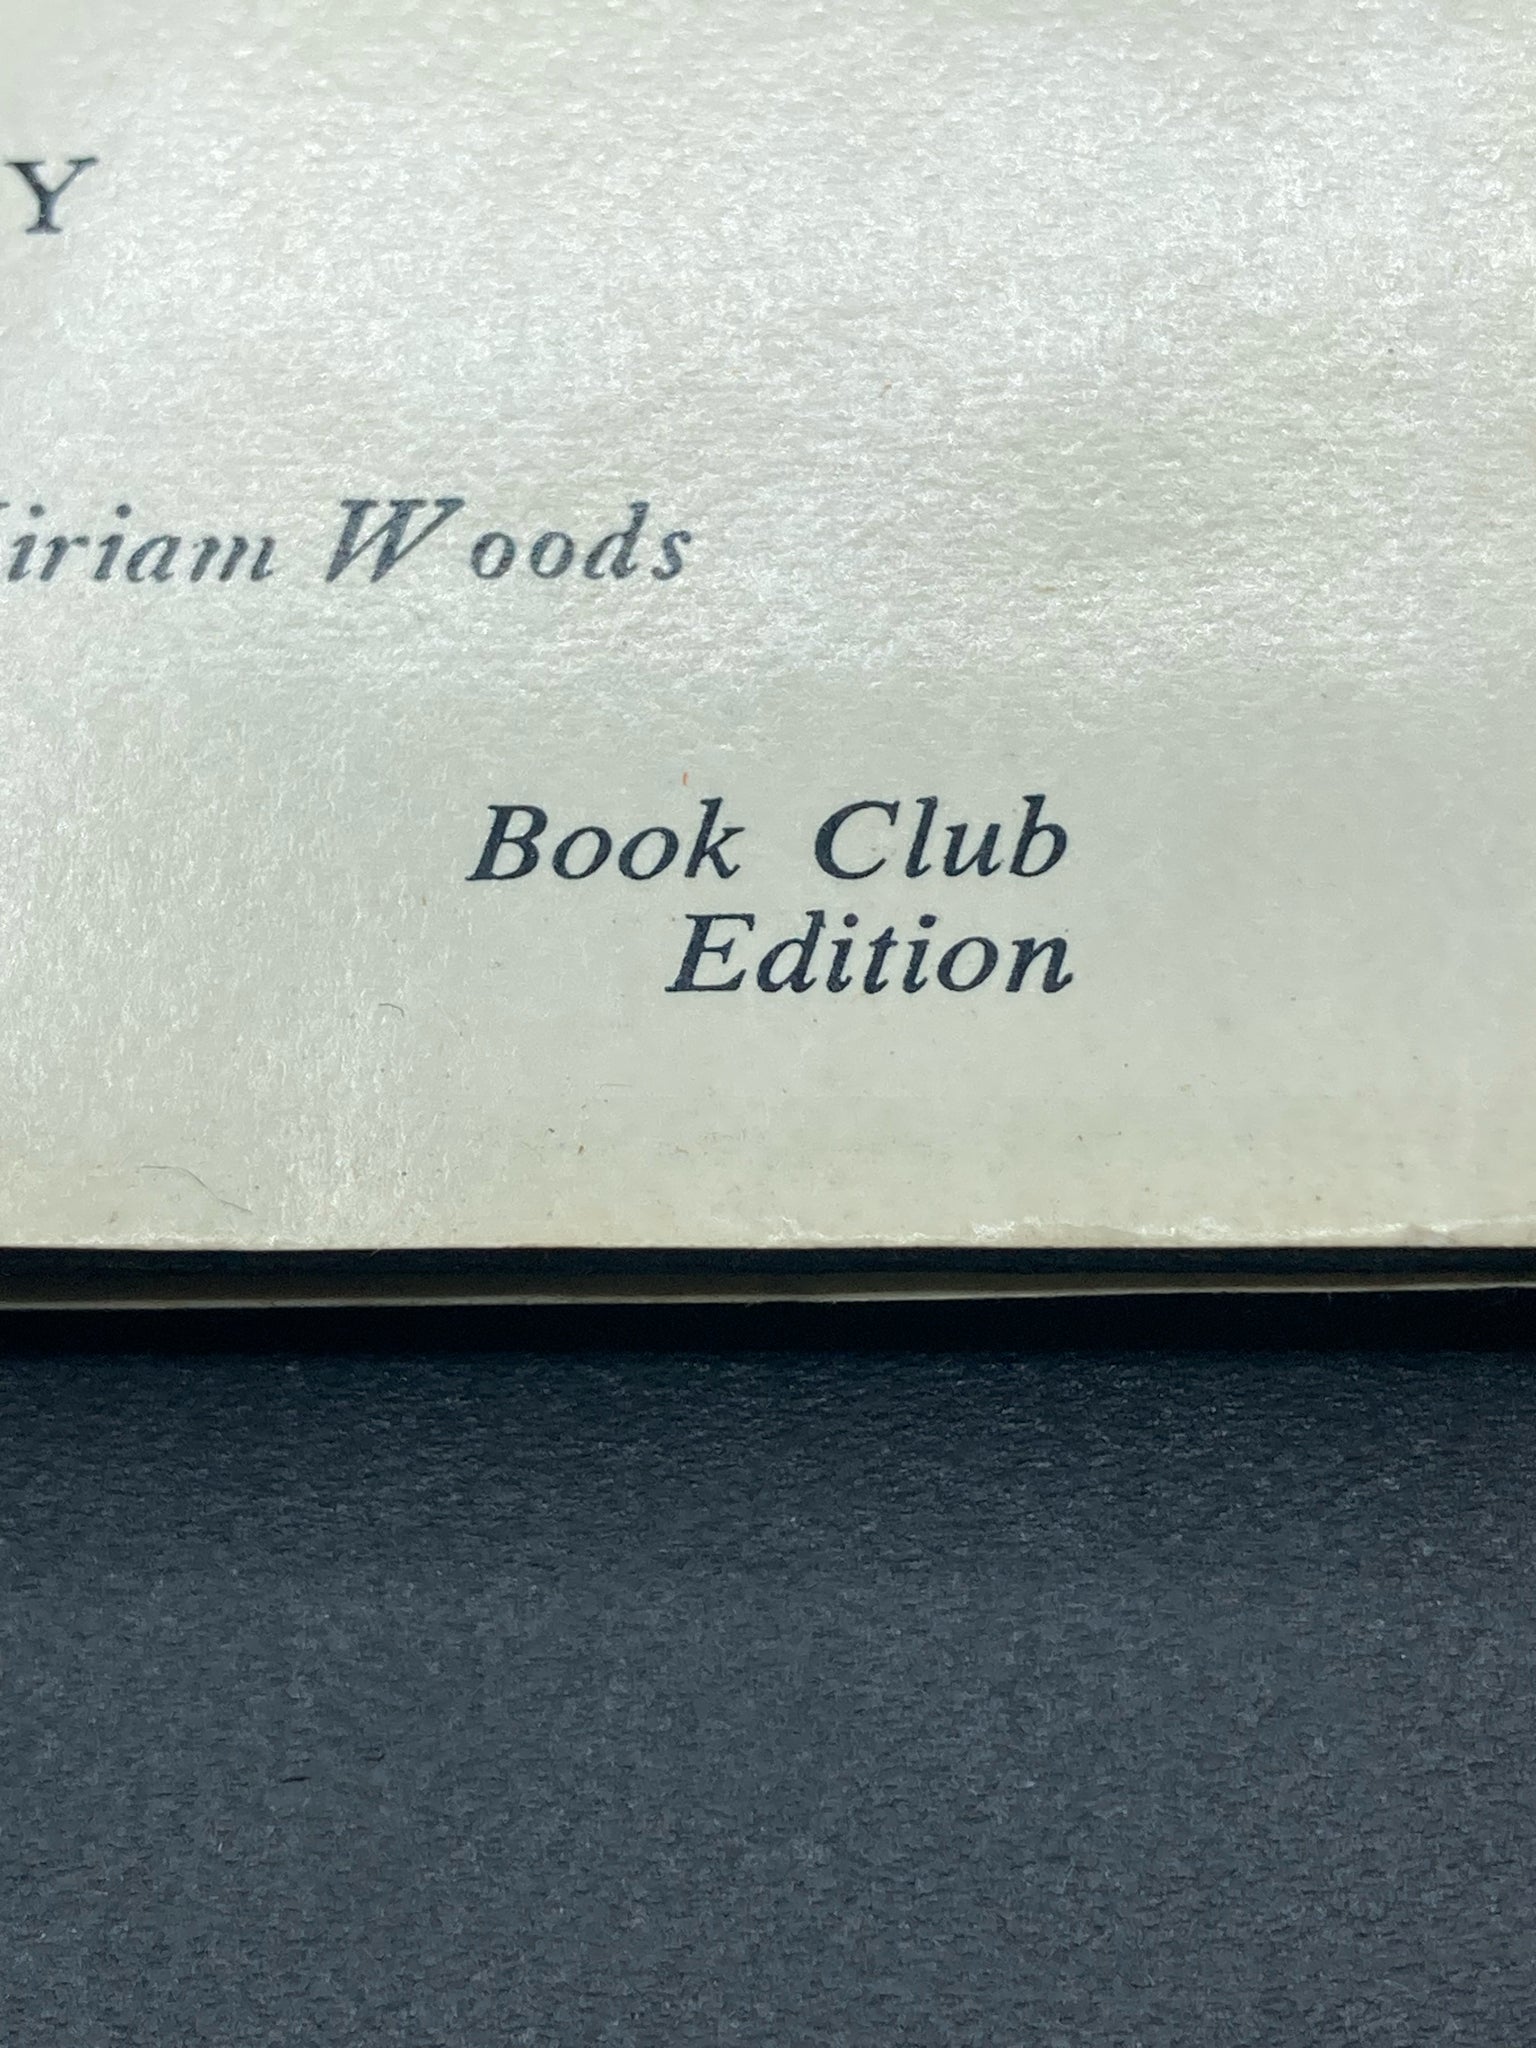 Y
iriam Woods
Book Club
Edition